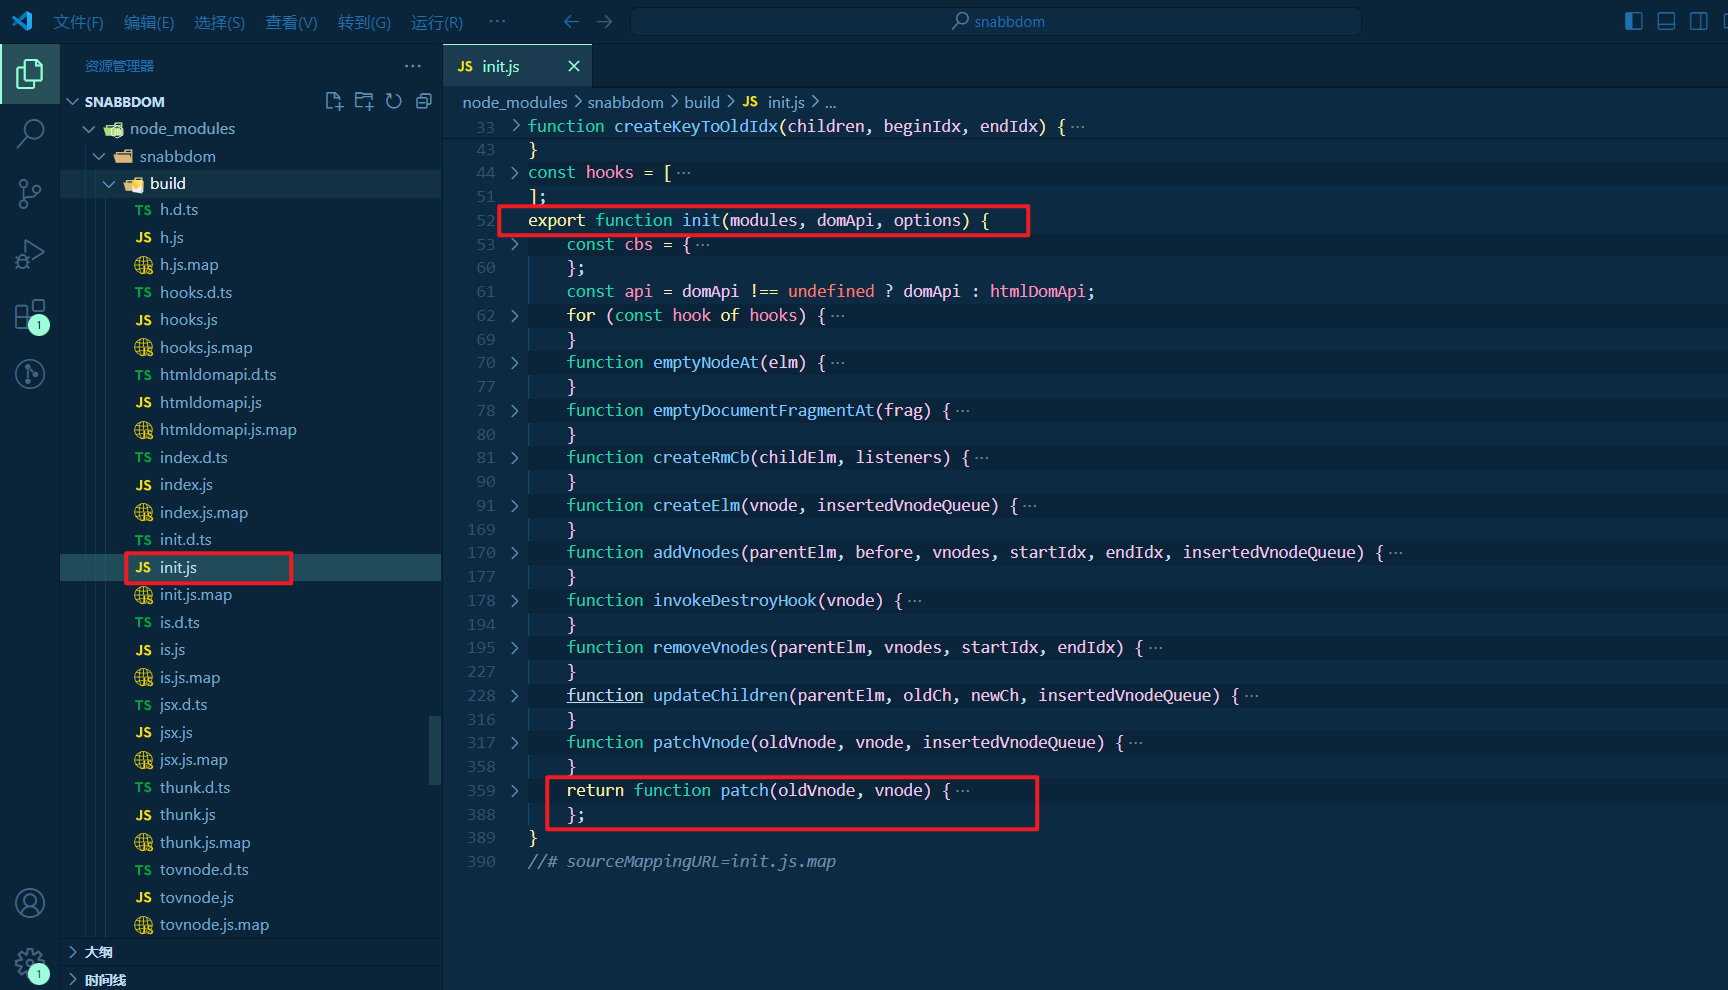 文件(F) 编辑(E) 选择(S) 查看(V) 转到(G) 运行(R) ··· snabbdom
资源管理器 ···
SNABBDOM
node_modules
snabbdom
build
TS h.d.ts
JS h.js
h.js.map
TS hooks.d.ts
JS hooks.js
hooks.js.map
TS htmldomapi.d.ts
JS htmldomapi.js
htmldomapi.js.map
TS index.d.ts
JS index.js
index.js.map
TS init.d.ts
JS init.js
init.js.map
TS is.d.ts
JS is.js
is.js.map
TS jsx.d.ts
JS jsx.js
jsx.js.map
TS thunk.d.ts
JS thunk.js
thunk.js.map
TS tovnode.d.ts
JS tovnode.js
tovnode.js.map
大纲
时间线
1
1
JS init.js
node_modules > snabbdom > build > JS init.js > ...
33 function createKeyToOldIdx(children, beginIdx, endIdx) { ···
43 }
44 const hooks = [ ···
51 ];
52 export function init(modules, domApi, options) {
53 const cbs = { ···
60 };
61 const api = domApi !== undefined ? domApi : htmlDomApi;
62 for (const hook of hooks) { ···
69 }
70 function emptyNodeAt(elm) { ···
77 }
78 function emptyDocumentFragmentAt(frag) { ···
80 }
81 function createRmCb(childElm, listeners) { ···
90 }
91 function createElm(vnode, insertedVnodeQueue) { ···
169 }
170 function addVnodes(parentElm, before, vnodes, startIdx, endIdx, insertedVnodeQueue) { ···
177 }
178 function invokeDestroyHook(vnode) { ···
194 }
195 function removeVnodes(parentElm, vnodes, startIdx, endIdx) { ···
227 }
228 function updateChildren(parentElm, oldCh, newCh, insertedVnodeQueue) { ···
316 }
317 function patchVnode(oldVnode, vnode, insertedVnodeQueue) { ···
358 }
359 return function patch(oldVnode, vnode) { ···
388 };
389 }
390 //# sourceMappingURL=init.js.map